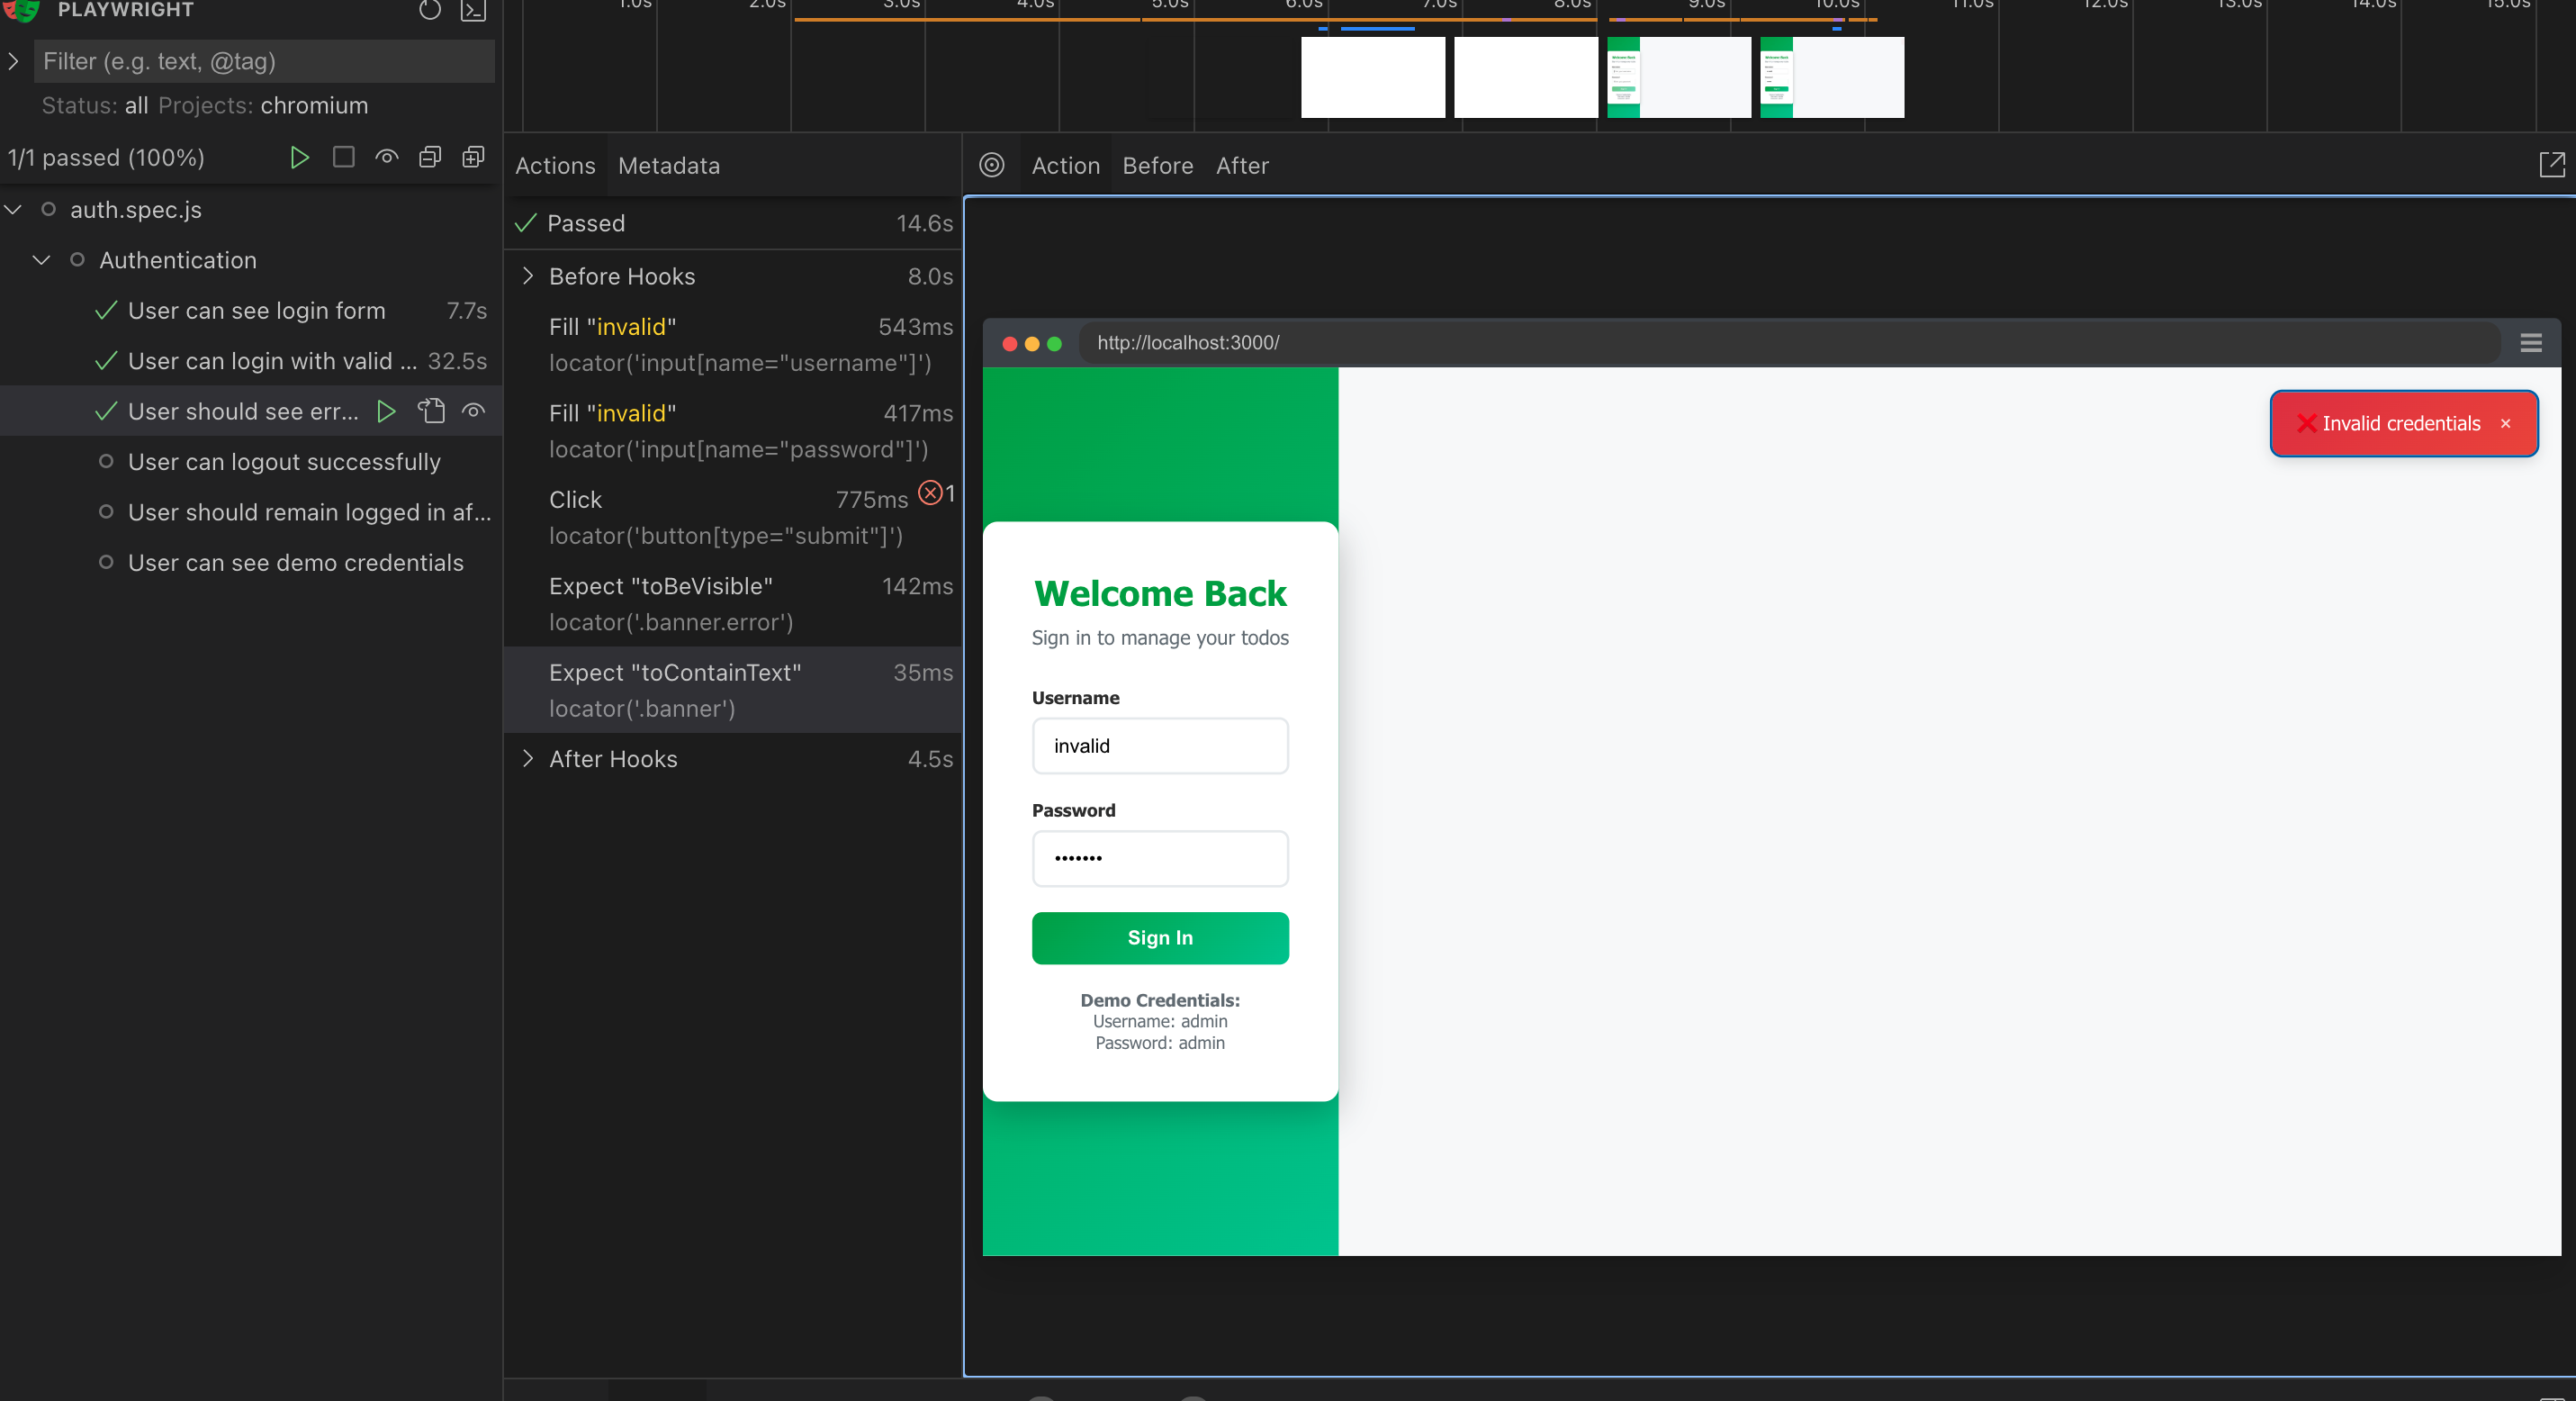 PLAYWRIGHT
Filter (e.g. text, @tag)
Status: all Projects: chromium
1/1 passed (100%)
auth.spec.js
Authentication
User can see login form 7.7s
User can login with valid ... 32.5s
User should see err...
User can logout successfully
User should remain logged in af...
User can see demo credentials
1.0s 2.0s 3.0s 4.0s 5.0s 6.0s 7.0s 8.0s 9.0s 10.0s 11.0s 12.0s 13.0s 14.0s 15.0s
Actions Metadata
Passed 14.6s
Before Hooks 8.0s
Fill "invalid" 543ms
locator('input[name="username"]')
Fill "invalid" 417ms
locator('input[name="password"]')
Click 775ms 1
locator('button[type="submit"]')
Expect "toBeVisible" 142ms
locator('.banner.error')
Expect "toContainText" 35ms
locator('.banner')
After Hooks 4.5s
Action Before After
http://localhost:3000/
❌ Invalid credentials ×
Welcome Back
Sign in to manage your todos
Username
invalid
Password
•••••••
Sign In
Demo Credentials:
Username: admin
Password: admin